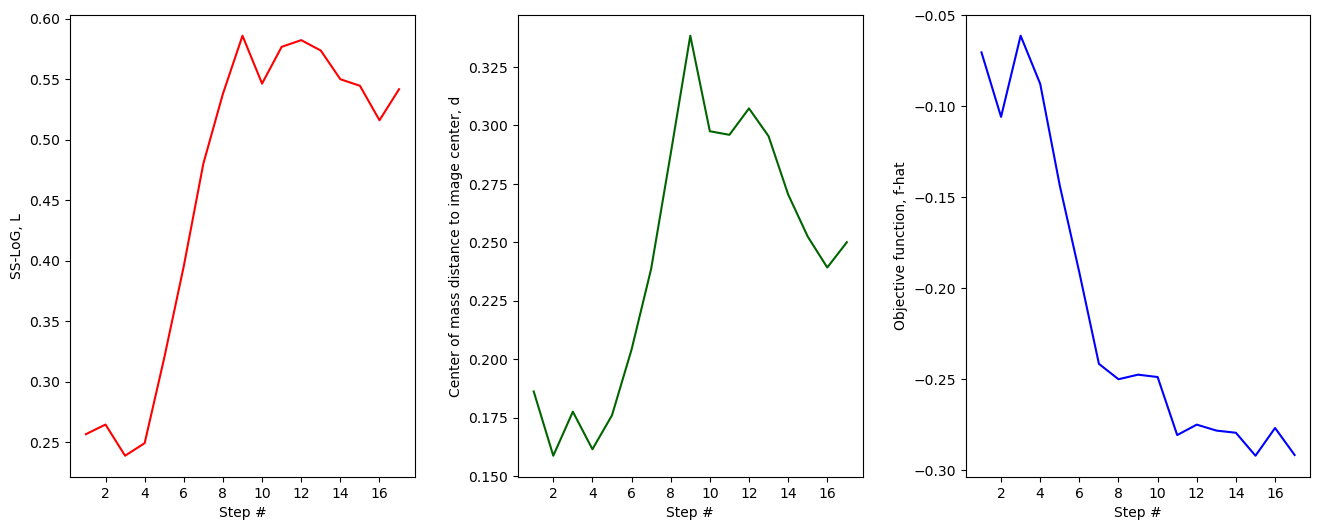 SS-LoG, L
0.60
0.55
0.50
0.45
0.40
0.35
0.30
0.25
2 4 6 8 10 12 14 16
Step #
Center of mass distance to image center, d
0.325
0.300
0.275
0.250
0.225
0.200
0.175
0.150
2 4 6 8 10 12 14 16
Step #
Objective function, f-hat
−0.05
−0.10
−0.15
−0.20
−0.25
−0.30
2 4 6 8 10 12 14 16
Step #